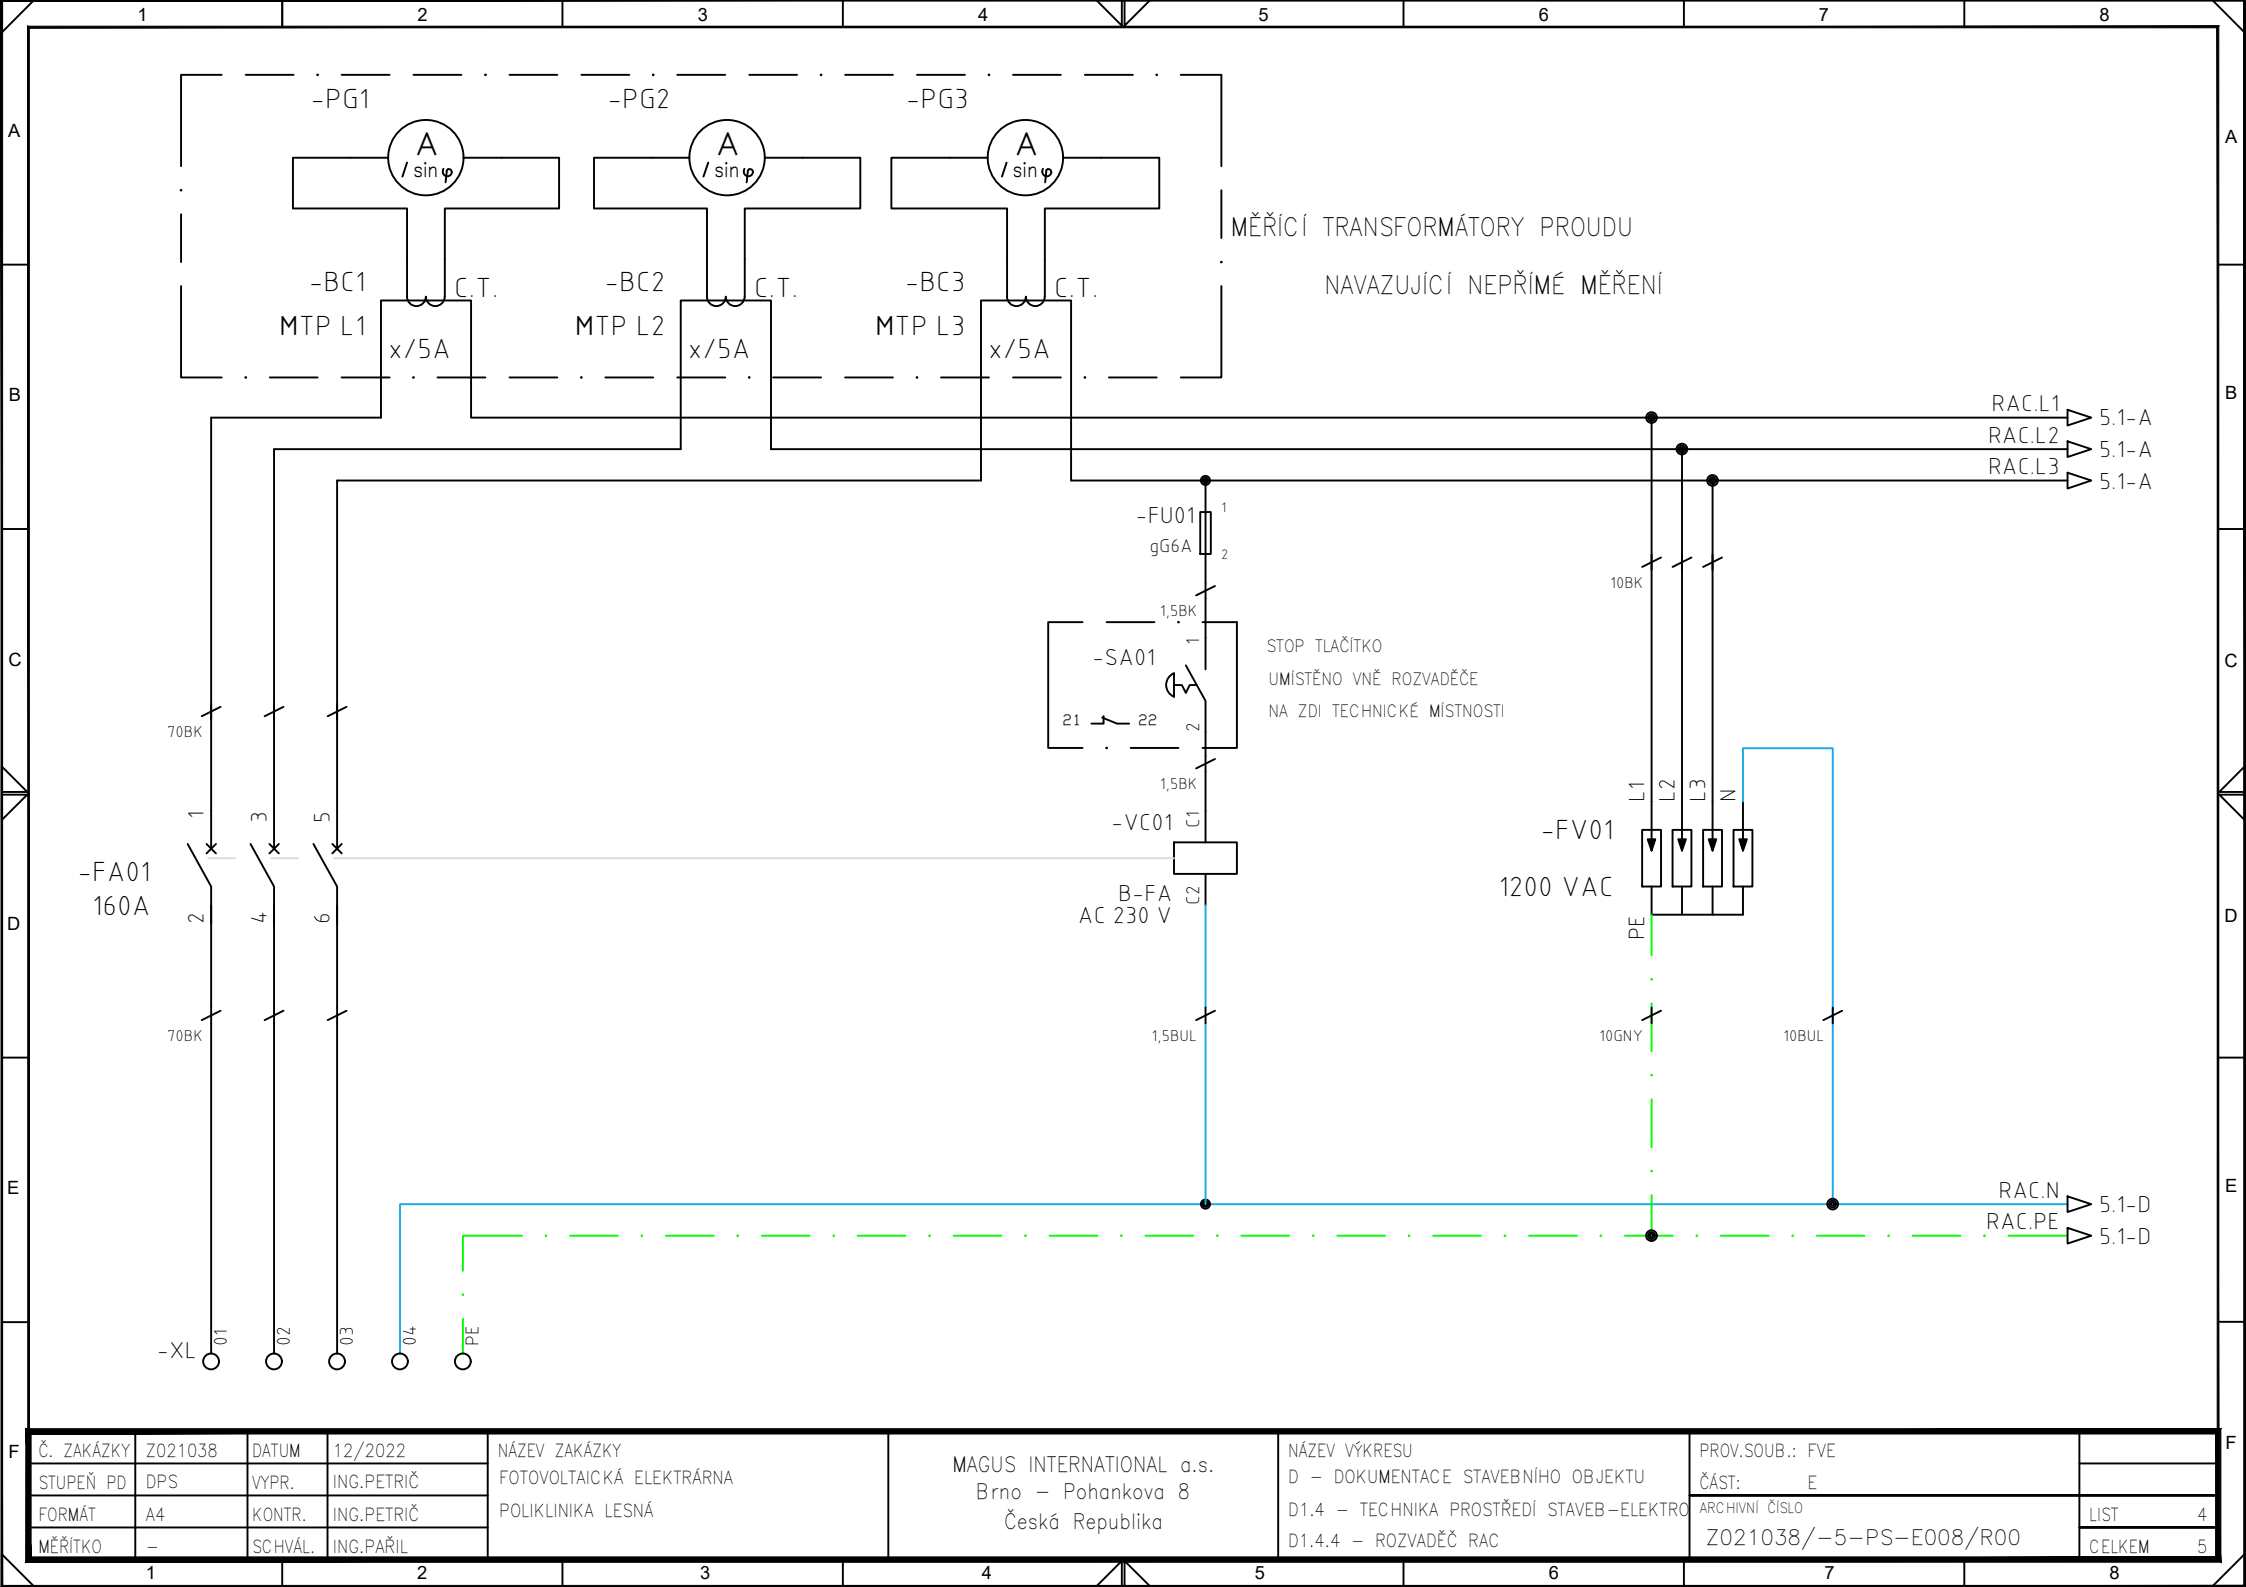 1 2 3 4 5 6 7 8
A A
-PG1 -PG2 -PG3
A A A
/ sin φ / sin φ / sin φ
MĚŘÍCÍ TRANSFORMÁTORY PROUDU
NAVAZUJÍCÍ NEPŘÍMÉ MĚŘENÍ
-BC1 C.T. -BC2 C.T. -BC3 C.T.
MTP L1 MTP L2 MTP L3
x/5A x/5A x/5A
B B
RAC.L1 5.1-A
RAC.L2 5.1-A
RAC.L3 5.1-A
-FU01 1
gG6A 2
10BK
1,5BK
C C
-SA01 1
21 22 2
STOP TLAČÍTKO
UMÍSTĚNO VNĚ ROZVADĚČE
NA ZDI TECHNICKÉ MÍSTNOSTI
70BK
1,5BK
L1 L2 L3 N
1 3 5
-VC01 C1
-FV01
1200 VAC
-FA01
160A
B-FA C2
AC 230 V
2 4 6
PE
D D
70BK
1,5BUL
10GNY
10BUL
E E
RAC.N 5.1-D
RAC.PE 5.1-D
-XL 01 02 03 04 PE
F F
Č. ZAKÁZKY Z021038 DATUM 12/2022
STUPEŇ PD DPS VYPR. ING.PETRIČ
FORMÁT A4 KONTR. ING.PETRIČ
MĚŘÍTKO – SCHVÁL. ING.PAŘIL
NÁZEV ZAKÁZKY
FOTOVOLTAICKÁ ELEKTRÁRNA
POLIKLINIKA LESNÁ
MAGUS INTERNATIONAL a.s.
Brno – Pohankova 8
Česká Republika
NÁZEV VÝKRESU
D – DOKUMENTACE STAVEBNÍHO OBJEKTU
D1.4 – TECHNIKA PROSTŘEDÍ STAVEB-ELEKTRO
D1.4.4 – ROZVADĚČ RAC
PROV.SOUB.: FVE
ČÁST: E
ARCHIVNÍ ČÍSLO
Z021038/-5-PS-E008/R00
LIST 4
CELKEM 5
1 2 3 4 5 6 7 8